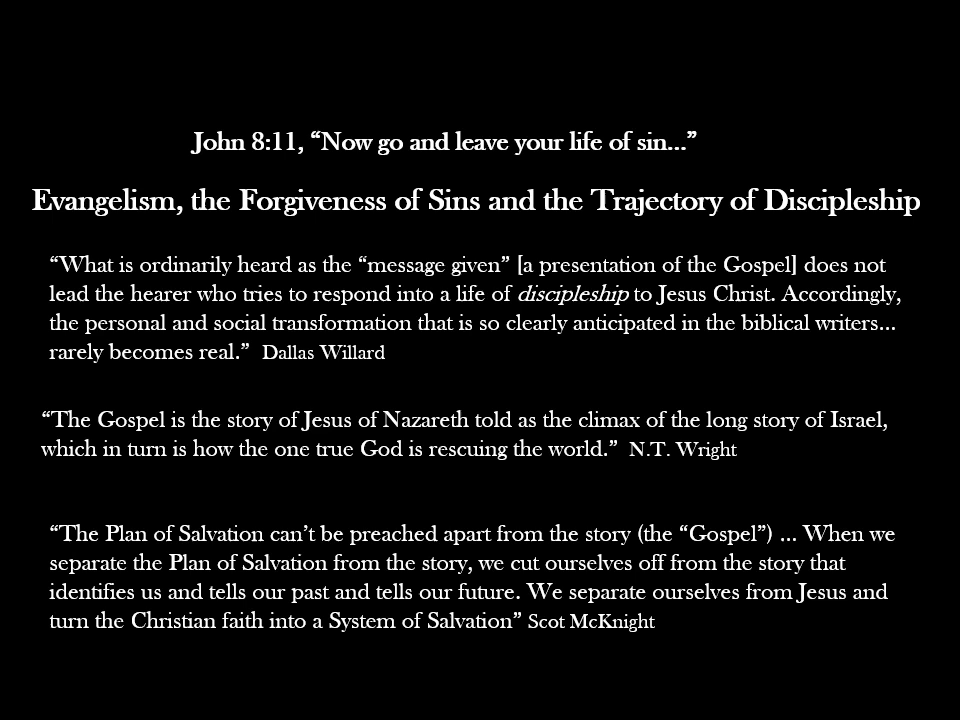 John 8:11, “Now go and leave your life of sin...”
Evangelism, the Forgiveness of Sins and the Trajectory of Discipleship
“What is ordinarily heard as the “message given” [a presentation of the Gospel] does not
lead the hearer who tries to respond into a life of discipleship to Jesus Christ. Accordingly,
the personal and social transformation that is so clearly anticipated in the biblical writers...
rarely becomes real.” Dallas Willard
“The Gospel is the story of Jesus of Nazareth told as the climax of the long story of Israel,
which in turn is how the one true God is rescuing the world.” N.T. Wright
“The Plan of Salvation can’t be preached apart from the story (the “Gospel”) ... When we
separate the Plan of Salvation from the story, we cut ourselves off from the story that
identifies us and tells our past and tells our future. We separate ourselves from Jesus and
turn the Christian faith into a System of Salvation” Scot McKnight